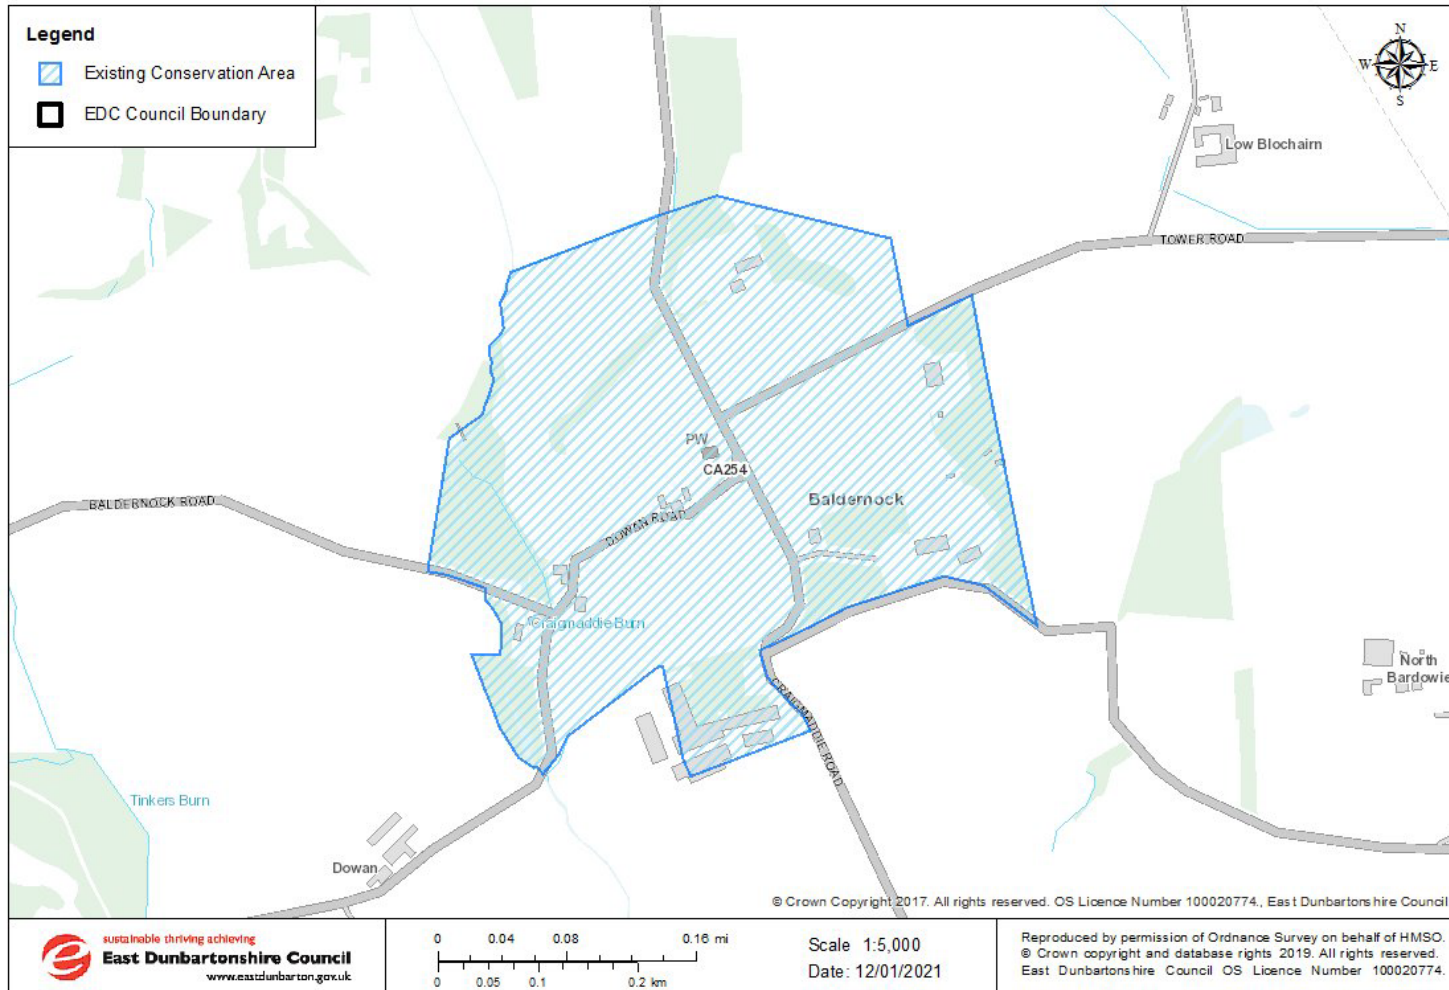 Legend
Existing Conservation Area
EDC Council Boundary
N
W
E
S
Low Blochairn
TOWER ROAD
PW
CA254
Baldernock
BALDERNOCK ROAD
DOWAN ROAD
Craigmaddie Burn
CRAIGMADDIE ROAD
North
Bardowie
Tinkers Burn
Dowan
© Crown Copyright 2017. All rights reserved. OS Licence Number 100020774., East Dunbartonshire Council
sustainable thriving achieving
East Dunbartonshire Council
www.eastdunbarton.gov.uk
0 0.04 0.08 0.16 mi
0 0.05 0.1 0.2 km
Scale 1:5,000
Date: 12/01/2021
Reproduced by permission of Ordnance Survey on behalf of HMSO.
© Crown copyright and database rights 2019. All rights reserved.
East Dunbartonshire Council OS Licence Number 100020774.